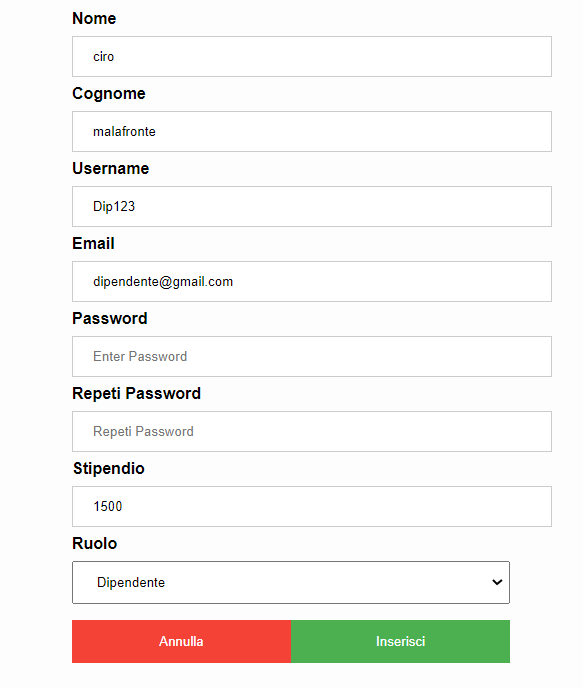 Nome
ciro
Cognome
malafronte
Username
Dip123
Email
dipendente@gmail.com
Password
Enter Password
Repeti Password
Repeti Password
Stipendio
1500
Ruolo
Dipendente
Annulla Inserisci